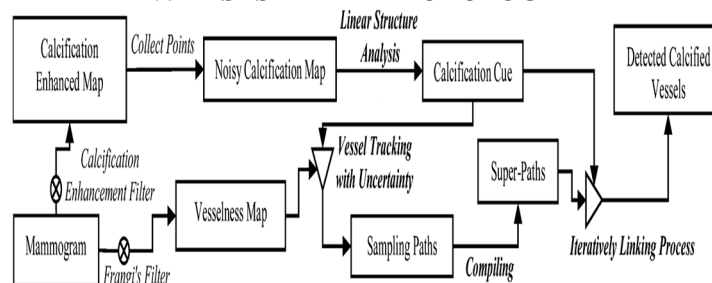 Linear Structure
Analysis
Calcification
Enhanced Map
Collect Points
Noisy Calcification Map
Calcification Cue
Detected Calcified
Vessels
Calcification
Enhancement Filter
Vessel Tracking
with Uncertainty
Super-Paths
Vesselness Map
Mammogram
Frangi's Filter
Sampling Paths
Compiling
Iteratively Linking Process